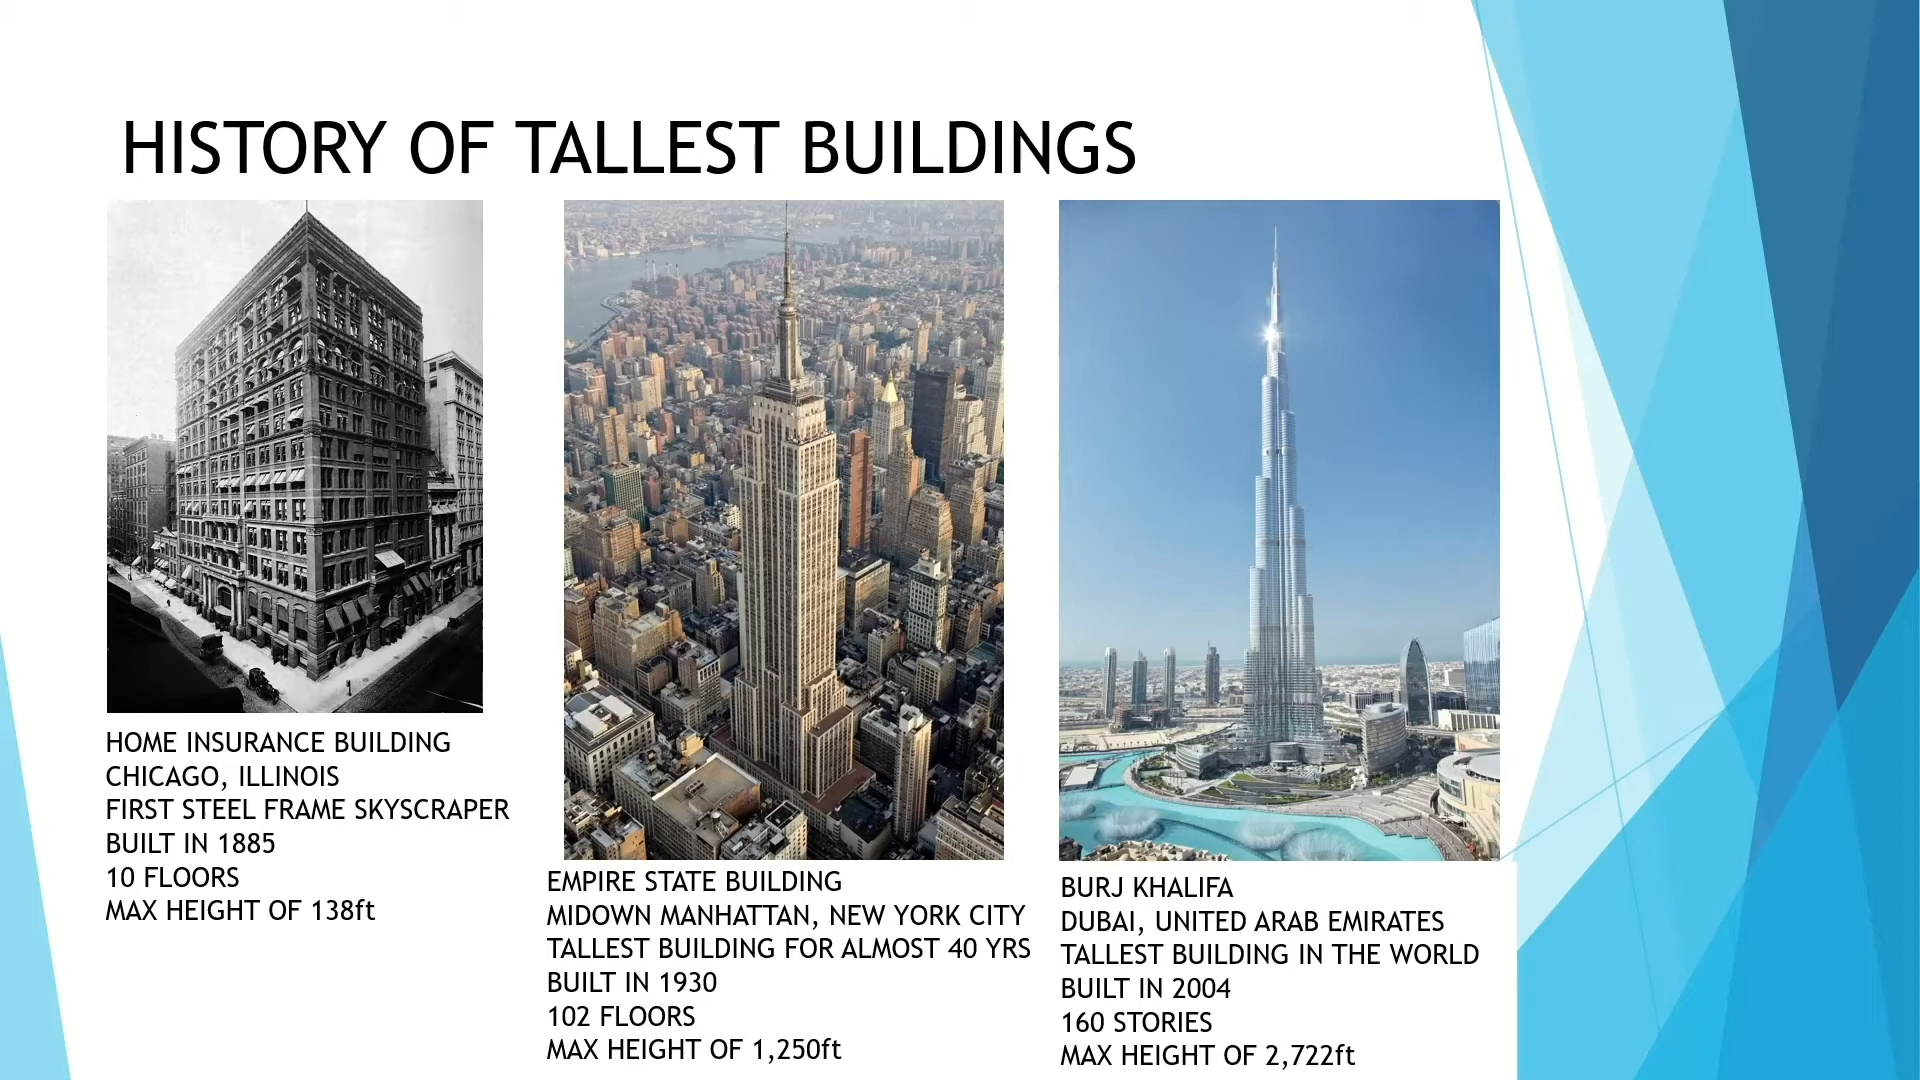 HISTORY OF TALLEST BUILDINGS
HOME INSURANCE BUILDING
CHICAGO, ILLINOIS
FIRST STEEL FRAME SKYSCRAPER
BUILT IN 1885
10 FLOORS
MAX HEIGHT OF 138ft
EMPIRE STATE BUILDING
MIDOWN MANHATTAN, NEW YORK CITY
TALLEST BUILDING FOR ALMOST 40 YRS
BUILT IN 1930
102 FLOORS
MAX HEIGHT OF 1,250ft
BURJ KHALIFA
DUBAI, UNITED ARAB EMIRATES
TALLEST BUILDING IN THE WORLD
BUILT IN 2004
160 STORIES
MAX HEIGHT OF 2,722ft